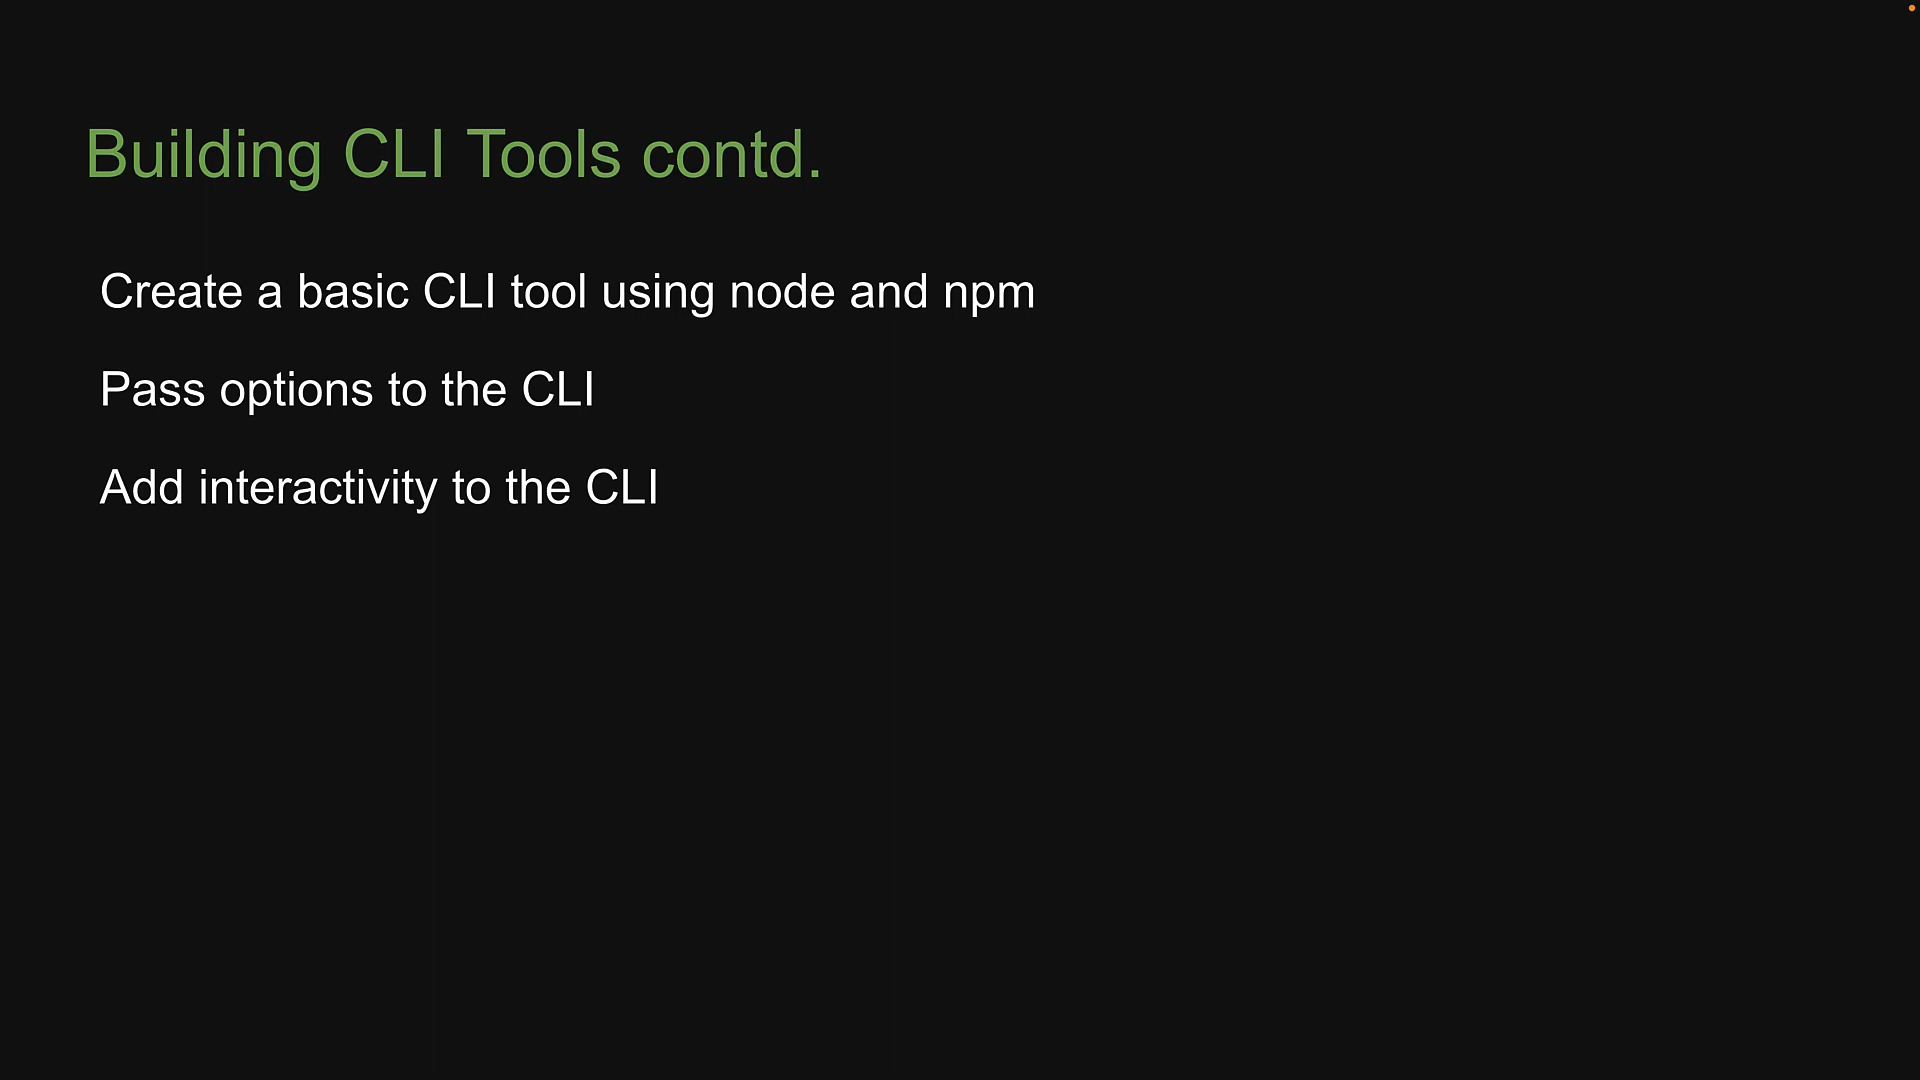 Building CLI Tools contd.
Create a basic CLI tool using node and npm
Pass options to the CLI
Add interactivity to the CLI